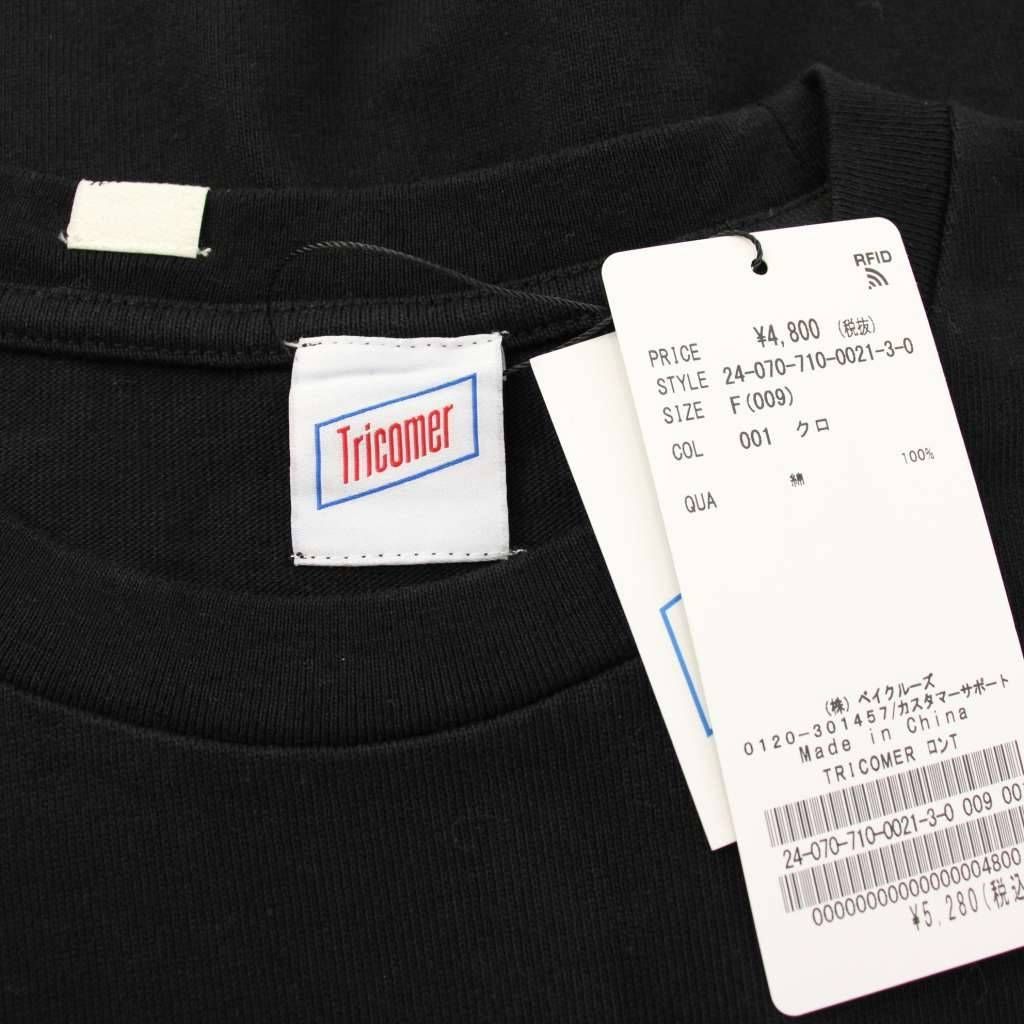 Tricomer
RFID
PRICE ¥4,800 (税抜)
STYLE 24-070-710-0021-3-0
SIZE F(009)
COL 001 クロ
QUA 綿 100%
(株) ベイクルーズ
0120-301457/カスタマーサポート
Made in China
TRICOMER ロンT
24-070-710-0021-3-0 009 00
0000000000000004800
¥5,280(税込